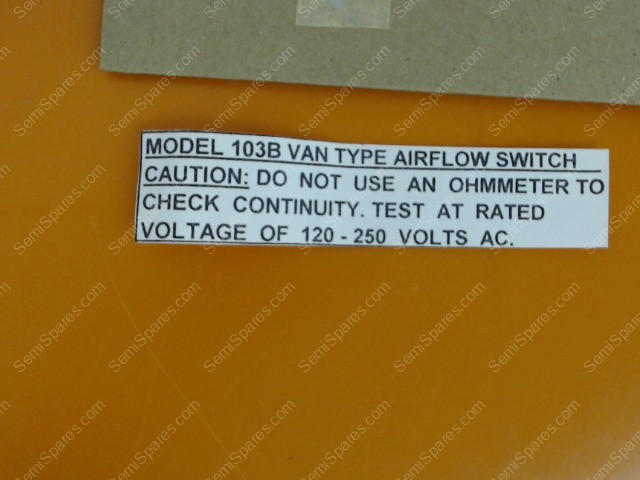 MODEL 103B VAN TYPE AIRFLOW SWITCH
CAUTION: DO NOT USE AN OHMMETER TO
CHECK CONTINUITY. TEST AT RATED
VOLTAGE OF 120 - 250 VOLTS AC.
SemiSpares.com